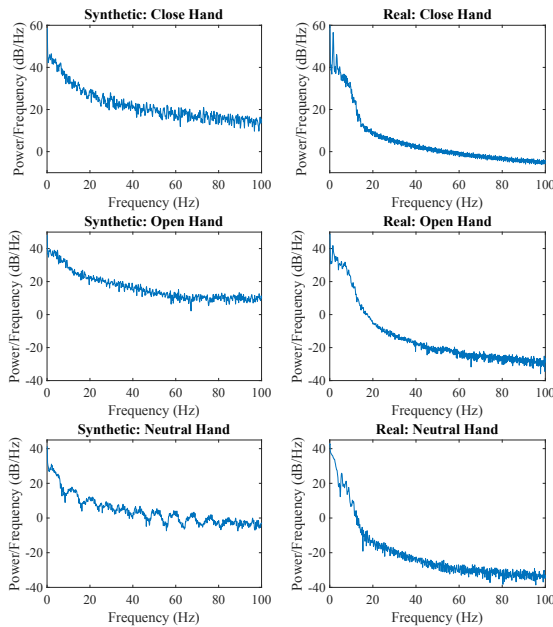 Synthetic: Close Hand
Real: Close Hand
Power/Frequency (dB/Hz)
60
40
20
0
0 20 40 60 80 100
Frequency (Hz)
Power/Frequency (dB/Hz)
60
40
20
0
0 20 40 60 80 100
Frequency (Hz)
Synthetic: Open Hand
Real: Open Hand
Power/Frequency (dB/Hz)
40
20
0
-20
-40
0 20 40 60 80 100
Frequency (Hz)
Power/Frequency (dB/Hz)
40
20
0
-20
-40
0 20 40 60 80 100
Frequency (Hz)
Synthetic: Neutral Hand
Real: Neutral Hand
Power/Frequency (dB/Hz)
40
20
0
-20
-40
0 20 40 60 80 100
Frequency (Hz)
Power/Frequency (dB/Hz)
40
20
0
-20
-40
0 20 40 60 80 100
Frequency (Hz)